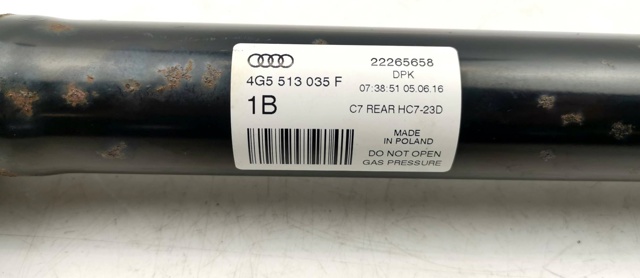 4G5 513 035 F
1B
22265658
DPK
07:38:51 05.06.16
C7 REAR HC7-23D
MADE
IN POLAND
DO NOT OPEN
GAS PRESSURE